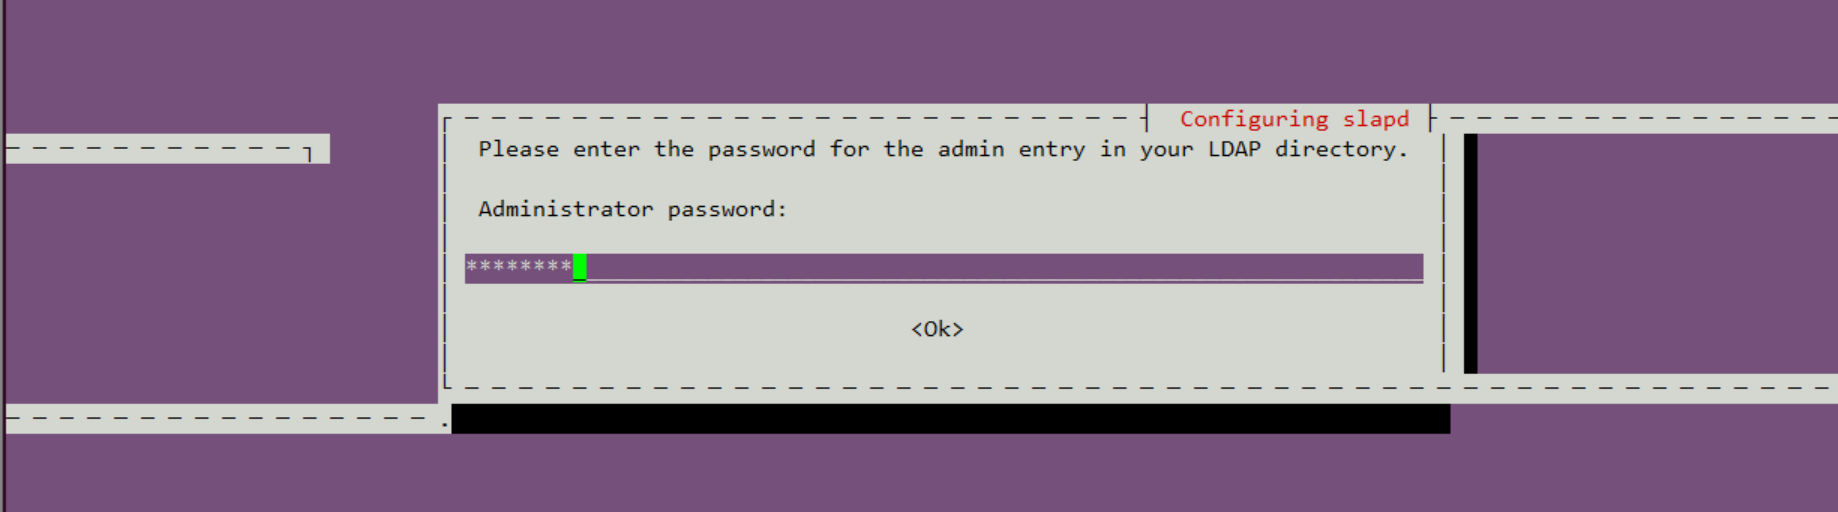 Configuring slapd
Please enter the password for the admin entry in your LDAP directory.
Administrator password:
********
<Ok>